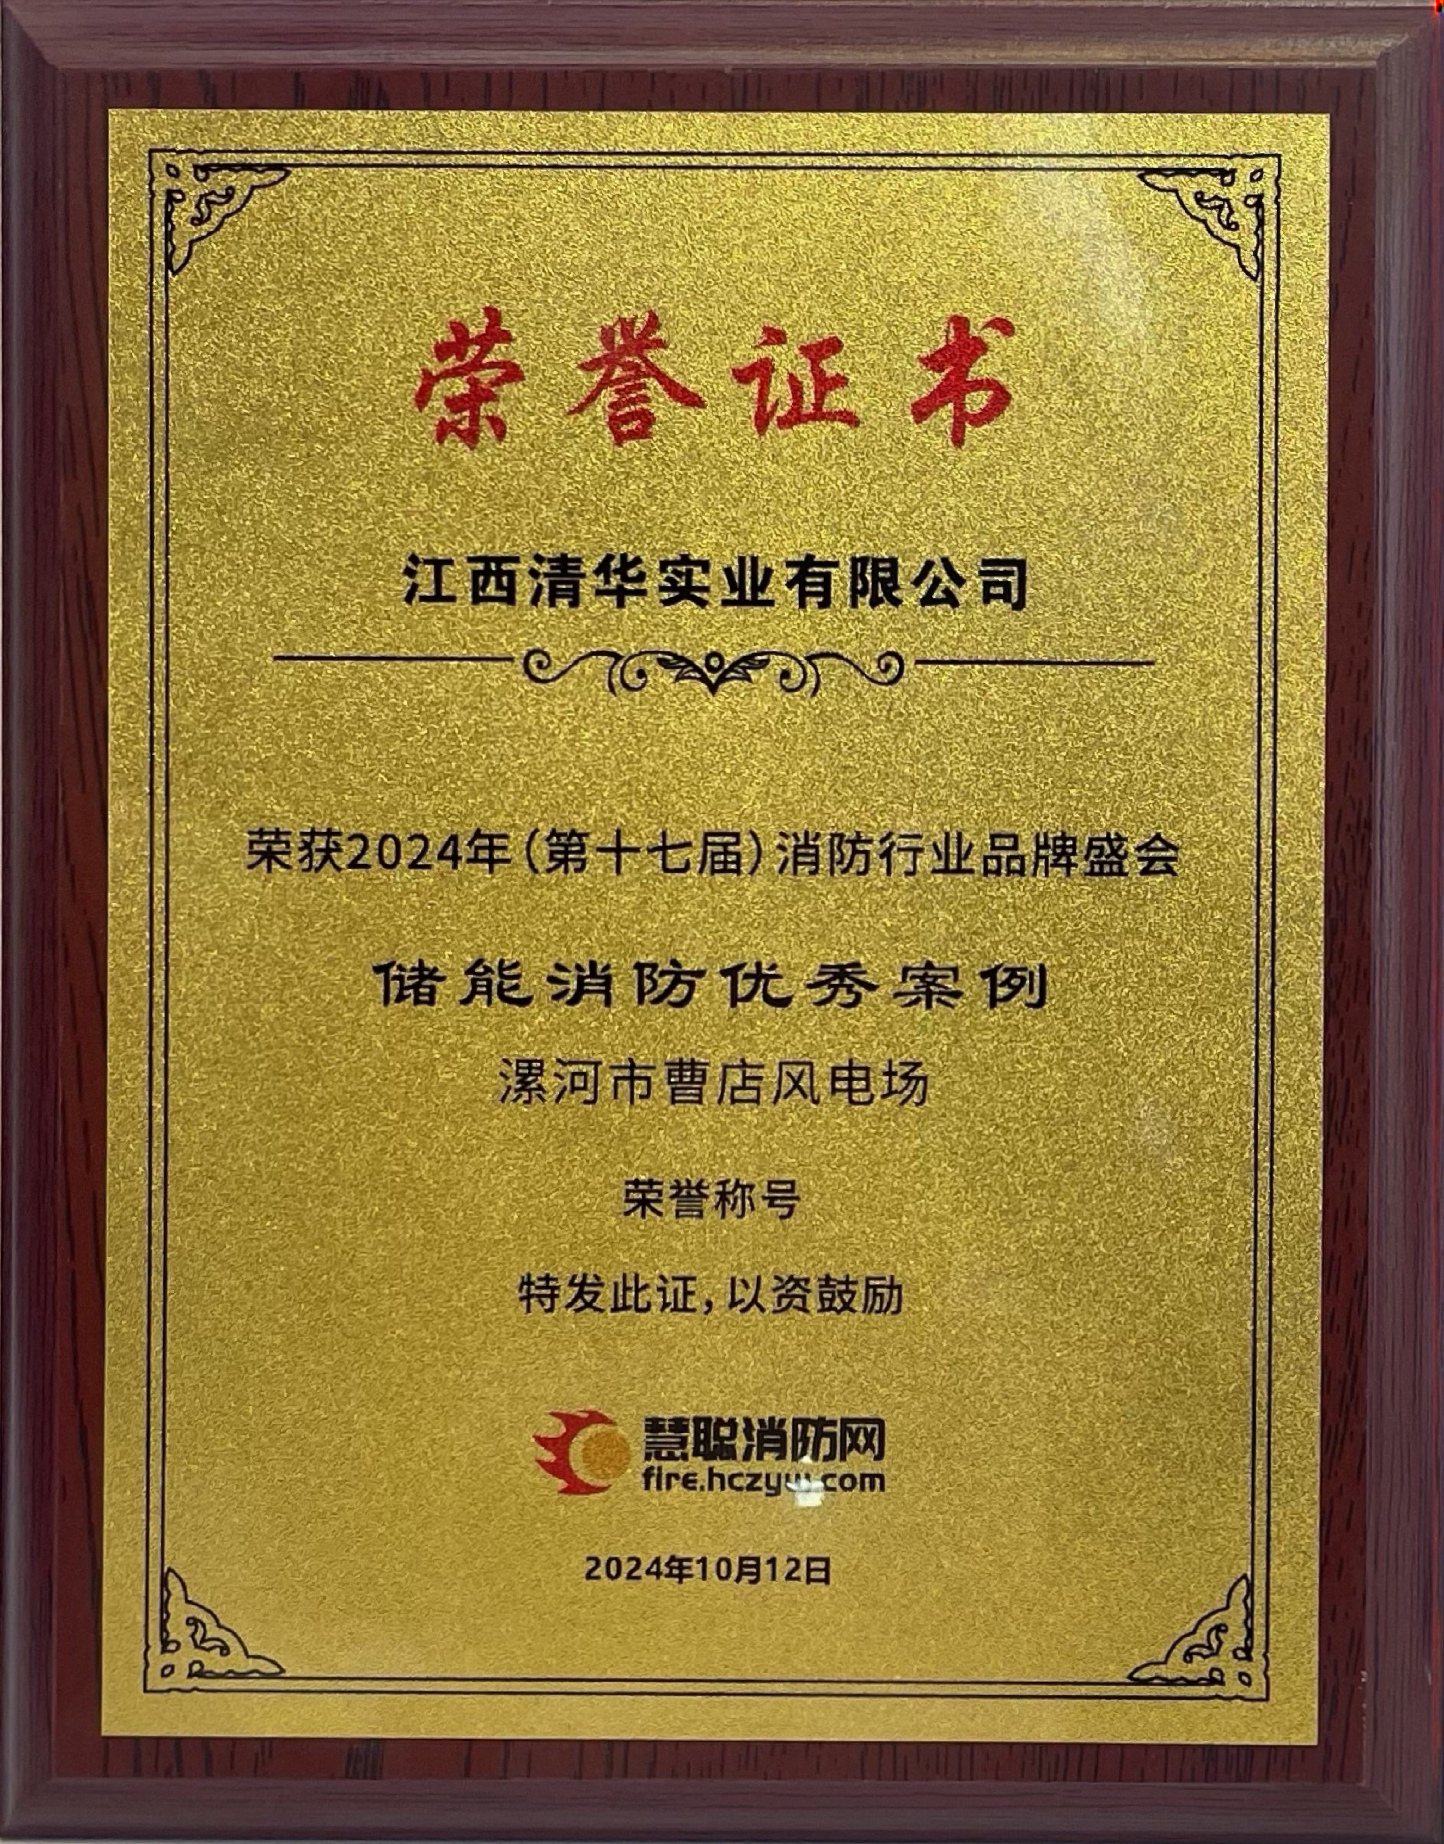 荣誉证书
江西清华实业有限公司
荣获2024年(第十七届)消防行业品牌盛会
储能消防优秀案例
漯河市曹店风电场
荣誉称号
特发此证,以资鼓励
慧聪消防网
fire.hczyw.com
2024年10月12日